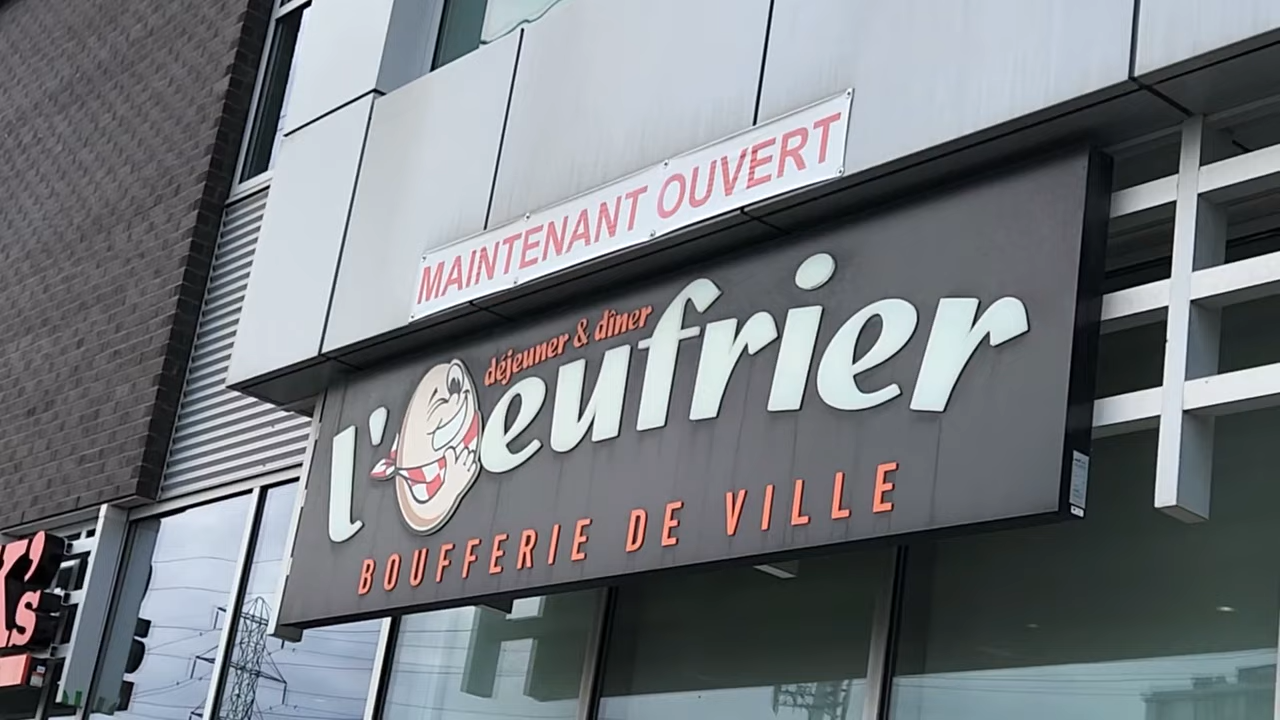 MAINTENANT OUVERT
déjeuner & dîner
l'Oeufrier
BOUFFERIE DE VILLE
K's